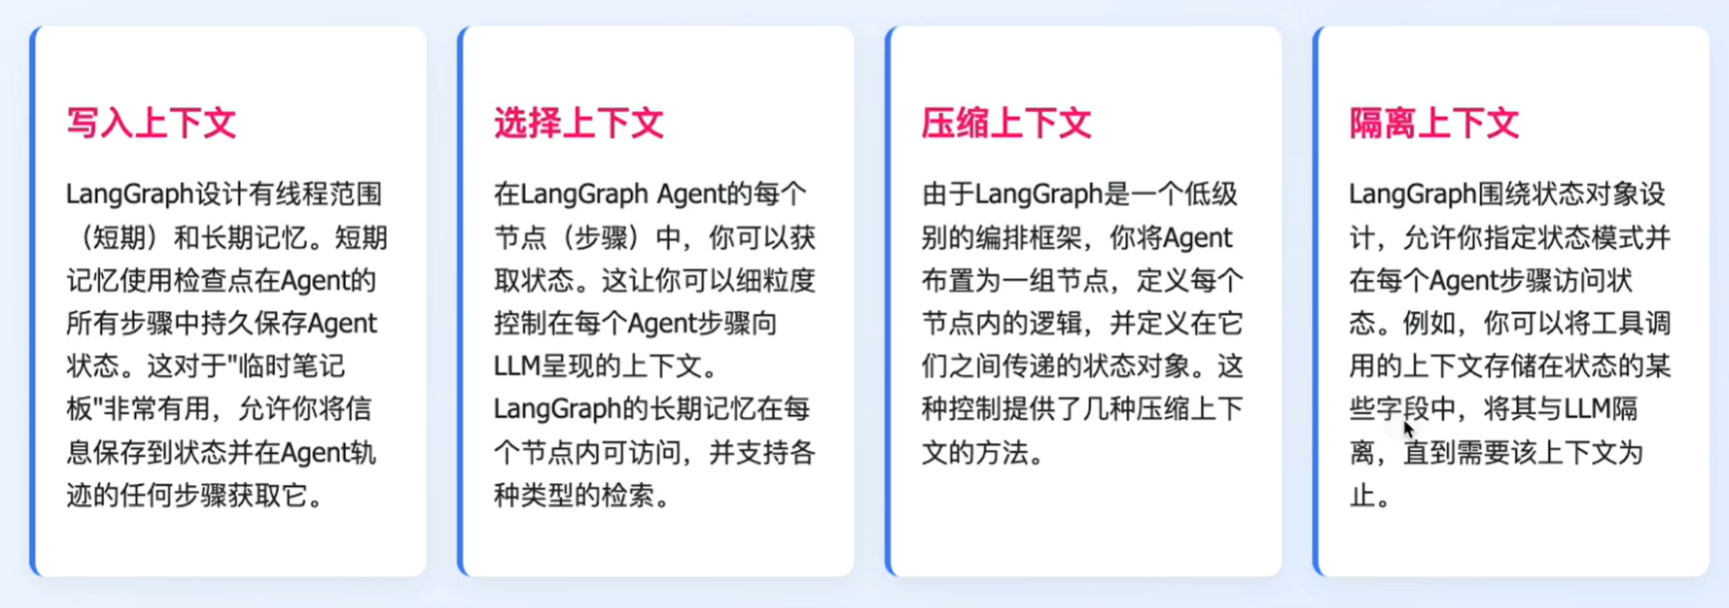 写入上下文
LangGraph设计有线程范围
（短期）和长期记忆。短期
记忆使用检查点在Agent的
所有步骤中持久保存Agent
状态。这对于"临时笔记
板"非常有用，允许你将信
息保存到状态并在Agent轨
迹的任何步骤获取它。
选择上下文
在LangGraph Agent的每个
节点（步骤）中，你可以获
取状态。这让你可以细粒度
控制在每个Agent步骤向
LLM呈现的上下文。
LangGraph的长期记忆在每
个节点内可访问，并支持各
种类型的检索。
压缩上下文
由于LangGraph是一个低级
别的编排框架，你将Agent
布置为一组节点，定义每个
节点内的逻辑，并定义在它
们之间传递的状态对象。这
种控制提供了几种压缩上下
文的方法。
隔离上下文
LangGraph围绕状态对象设
计，允许你指定状态模式并
在每个Agent步骤访问状
态。例如，你可以将工具调
用的上下文存储在状态的某
些字段中，将其与LLM隔
离，直到需要该上下文为
止。